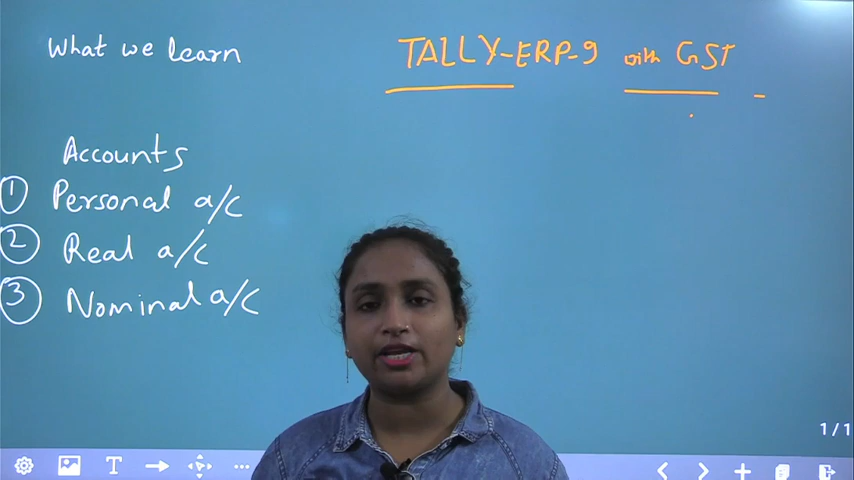 What we learn
TALLY-ERP-9 with GST
Accounts
1 Personal a/c
2 Real a/c
3 Nominal a/c
1/1
T